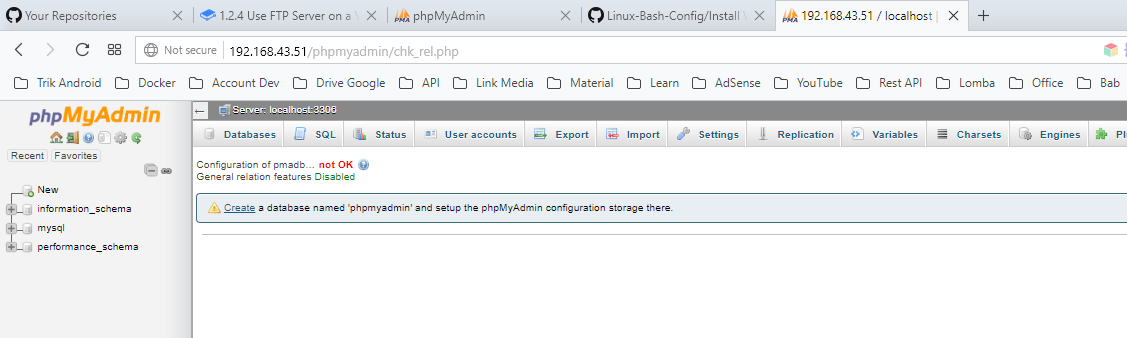 Your Repositories
1.2.4 Use FTP Server on a V
phpMyAdmin
Linux-Bash-Config/Install W
192.168.43.51 / localhost |
Not secure
192.168.43.51/phpmyadmin/chk_rel.php
Trik Android
Docker
Account Dev
Drive Google
API
Link Media
Material
Learn
AdSense
YouTube
Rest API
Lomba
Office
Bab
phpMyAdmin
Recent
Favorites
New
information_schema
mysql
performance_schema
Server: localhost:3306
Databases
SQL
Status
User accounts
Export
Import
Settings
Replication
Variables
Charsets
Engines
Configuration of pmadb… not OK
General relation features Disabled
Create a database named 'phpmyadmin' and setup the phpMyAdmin configuration storage there.